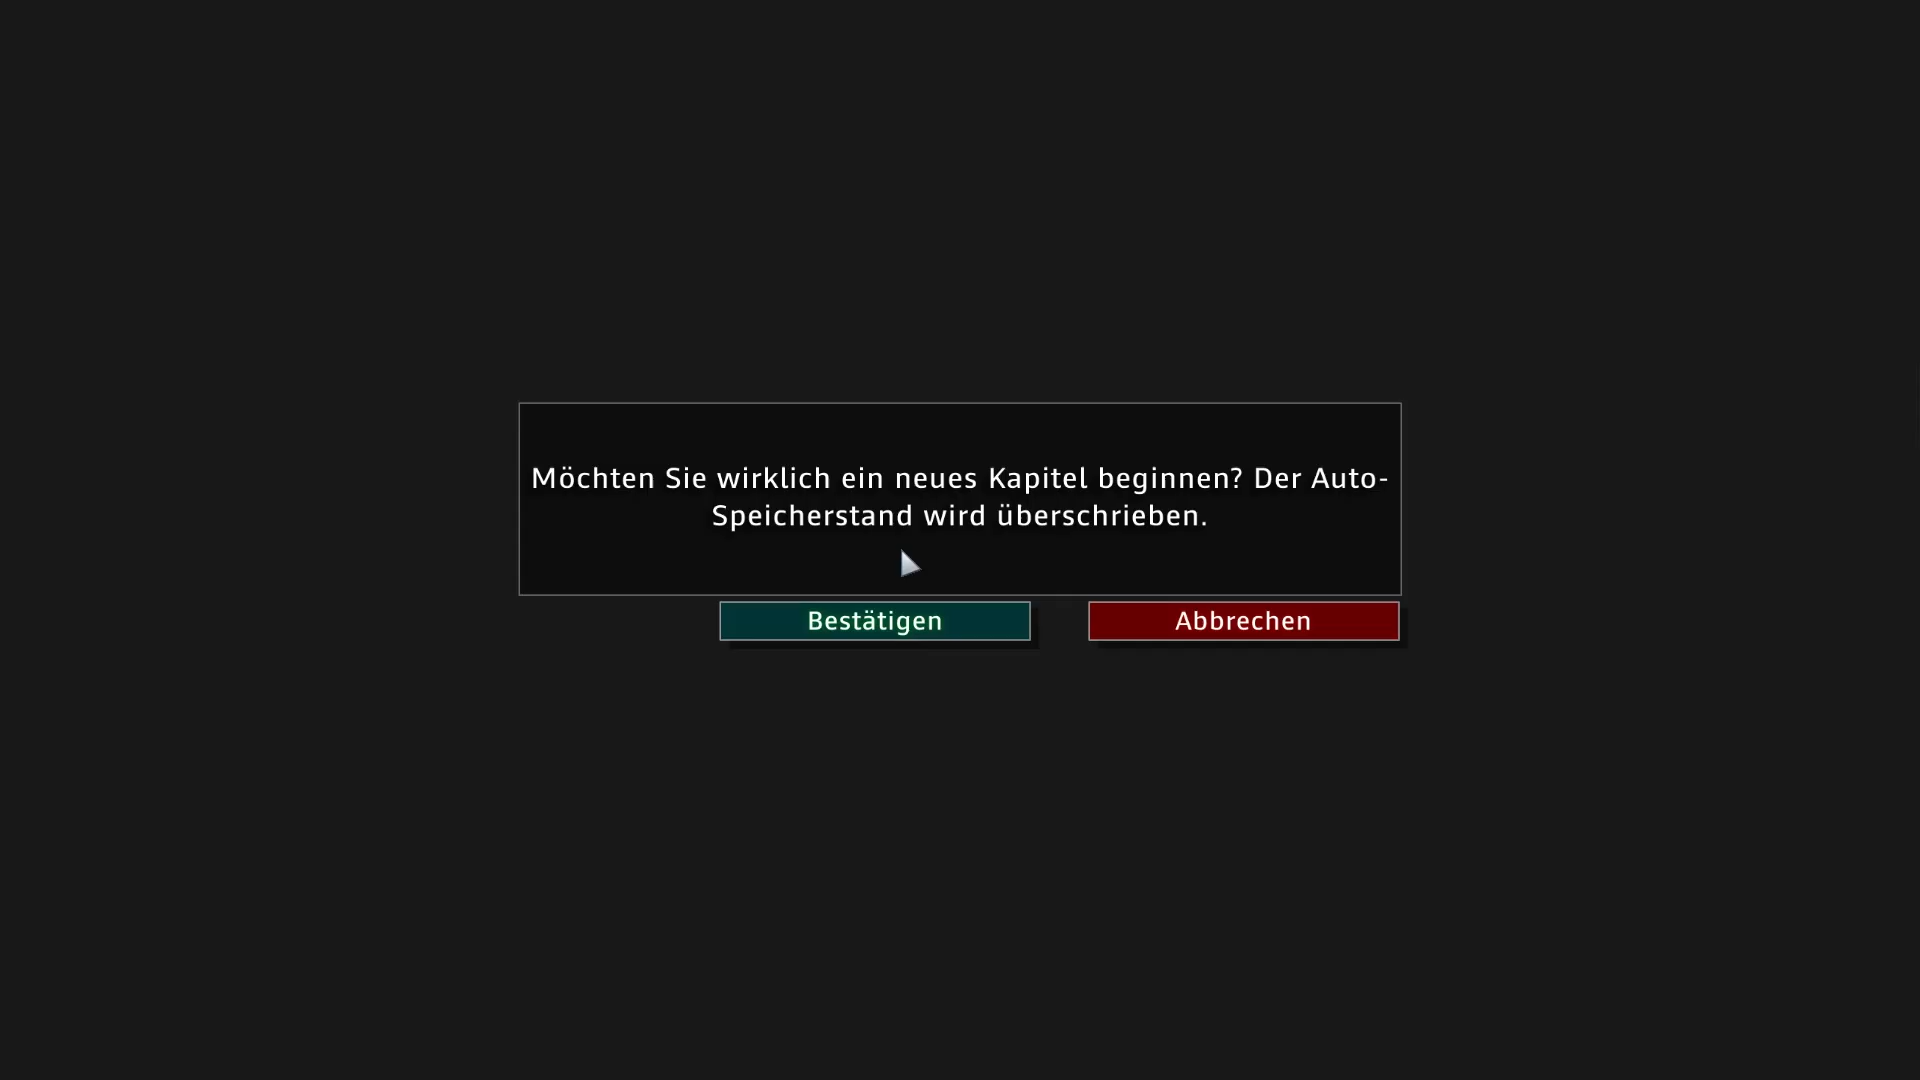 Möchten Sie wirklich ein neues Kapitel beginnen? Der Auto-
Speicherstand wird überschrieben.
Bestätigen
Abbrechen